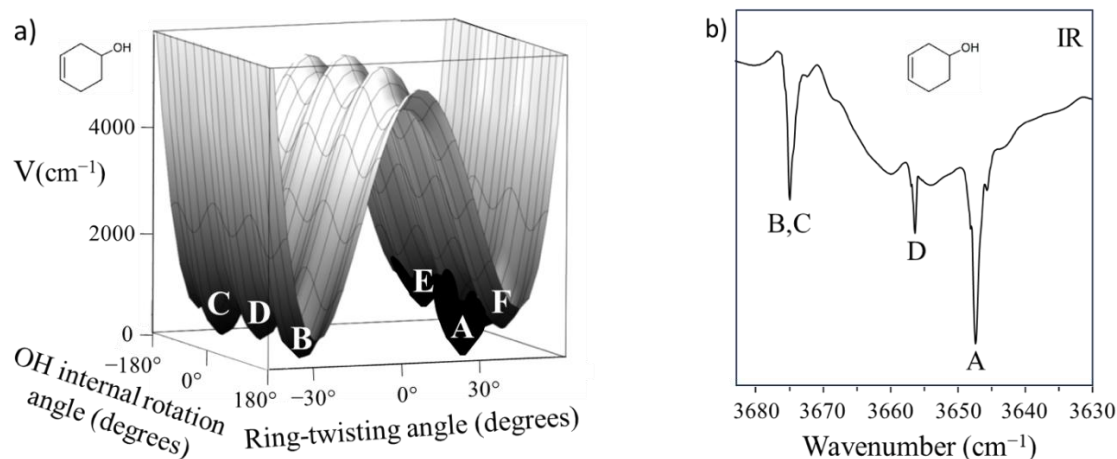 a)
OH
4000
V(cm⁻¹)
2000
0
C
D
B
E
A
F
−180°
0°
180°
OH internal rotation
angle (degrees)
−30°
0°
30°
Ring-twisting angle (degrees)
b)
OH
IR
B,C
D
A
3680
3670
3660
3650
3640
3630
Wavenumber (cm⁻¹)